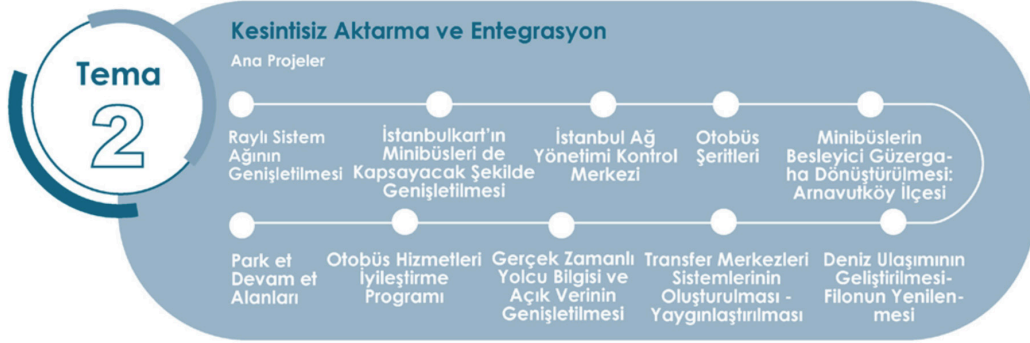 Tema
2
Kesintisiz Aktarma ve Entegrasyon
Ana Projeler
Raylı Sistem
Ağının
Genişletilmesi
İstanbulkart'ın
Minibüsleri de
Kapsayacak Şekilde
Genişletilmesi
İstanbul Ağ
Yönetimi Kontrol
Merkezi
Otobüs
Şeritleri
Minibüslerin
Besleyici Güzerga-
ha Dönüştürülmesi:
Arnavutköy İlçesi
Park et
Devam et
Alanları
Otobüs Hizmetleri
İyileştirme
Programı
Gerçek Zamanlı
Yolcu Bilgisi ve
Açık Verinin
Genişletilmesi
Transfer Merkezleri
Sistemlerinin
Oluşturulması -
Yaygınlaştırılması
Deniz Ulaşımının
Geliştirilmesi-
Filonun Yenilen-
mesi